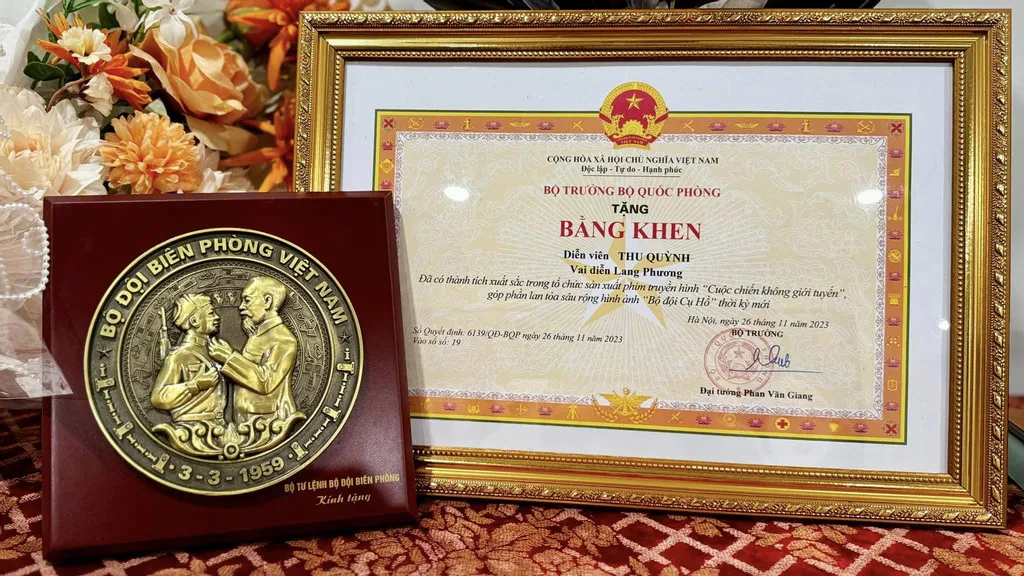 BỘ ĐỘI BIÊN PHÒNG VIỆT NAM
3-3-1959
BỘ TƯ LỆNH BỘ ĐỘI BIÊN PHÒNG
Kính tặng
VIỆT NAM
CỘNG HÒA XÃ HỘI CHỦ NGHĨA VIỆT NAM
Độc lập - Tự do - Hạnh phúc
BỘ TRƯỞNG BỘ QUỐC PHÒNG
TẶNG
BẰNG KHEN
Diễn viên THU QUỲNH
Vai diễn Lang Phương
Đã có thành tích xuất sắc trong tổ chức sản xuất phim truyền hình “Cuộc chiến không giới tuyến”,
góp phần lan tỏa sâu rộng hình ảnh “Bộ đội Cụ Hồ” thời kỳ mới
Hà Nội, ngày 26 tháng 11 năm 2023
Số Quyết định: 6139/QĐ-BQP ngày 26 tháng 11 năm 2023
Vào sổ số: 19
BỘ TRƯỞNG
Đại tướng Phan Văn Giang